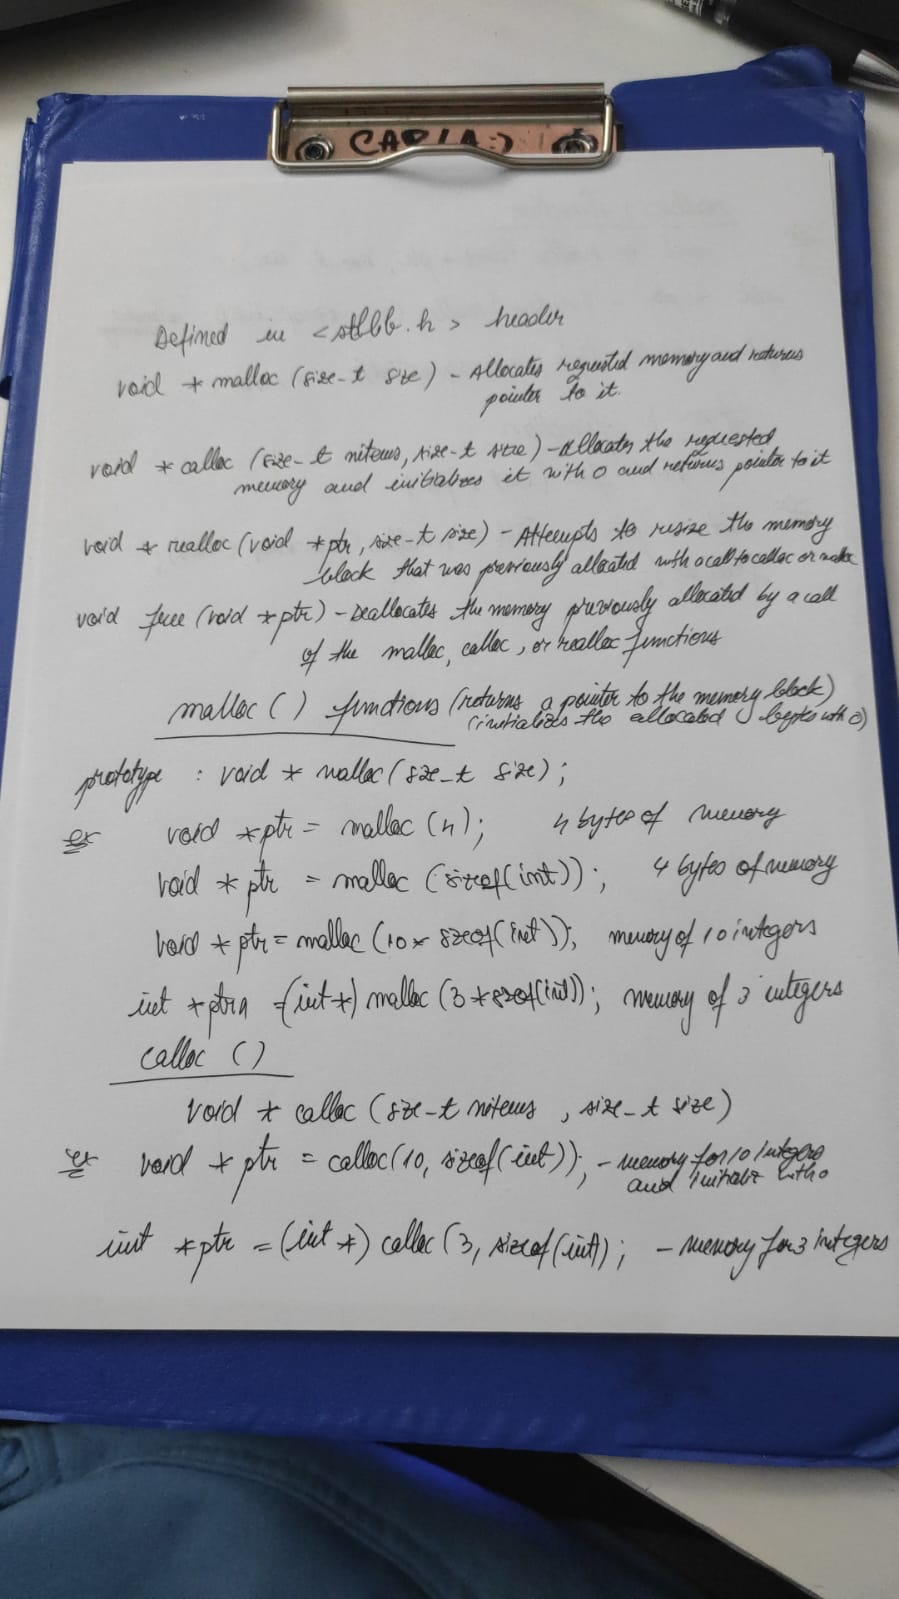 CARLA :)
Defined in <stdlib.h> header
void * malloc (size_t size) - Allocates requested memory and returns
pointer to it.
void * calloc (size_t nitems, size_t size) - allocates the requested
memory and initializes it with 0 and returns pointer to it
void * realloc (void *ptr, size_t size) - Attempts to resize the memory
block that was previously allocated with a call to calloc or malloc
void free (void *ptr) - Deallocates the memory previously allocated by a call
of the malloc, calloc, or realloc functions
malloc () functions (returns a pointer to the memory block)
(initializes the allocated bytes with 0)
prototype : void * malloc (size_t size);
ex void *ptr = malloc (4); 4 bytes of memory
void * ptr = malloc (sizeof(int)); 4 bytes of memory
void * ptr = malloc (10 * sizeof(int)); memory of 10 integers
int *ptr = (int*) malloc (3 * sizeof(int)); memory of 3 integers
calloc ()
void * calloc (size_t nitems, size_t size)
ex void * ptr = calloc(10, sizeof(int)); - memory for 10 integers
and with 0
int *ptr = (int *) calloc (3, sizeof(int)); - memory for 3 integers